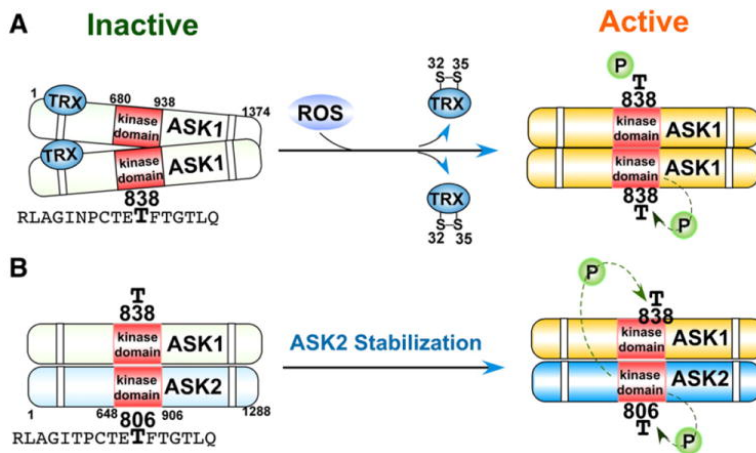 A
Inactive
Active
1
TRX
680
938
1374
kinase
domain
ASK1
TRX
kinase
domain
ASK1
838
RLAGINPCTETFTGTLQ
ROS
32 35
S S
TRX
TRX
S S
32 35
P
T
838
kinase
domain
ASK1
kinase
domain
ASK1
838
T
P
B
T
838
kinase
domain
ASK1
kinase
domain
ASK2
1
648
906
1288
806
RLAGITPCTETFTGTLQ
ASK2 Stabilization
P
T
838
kinase
domain
ASK1
kinase
domain
ASK2
806
T
P